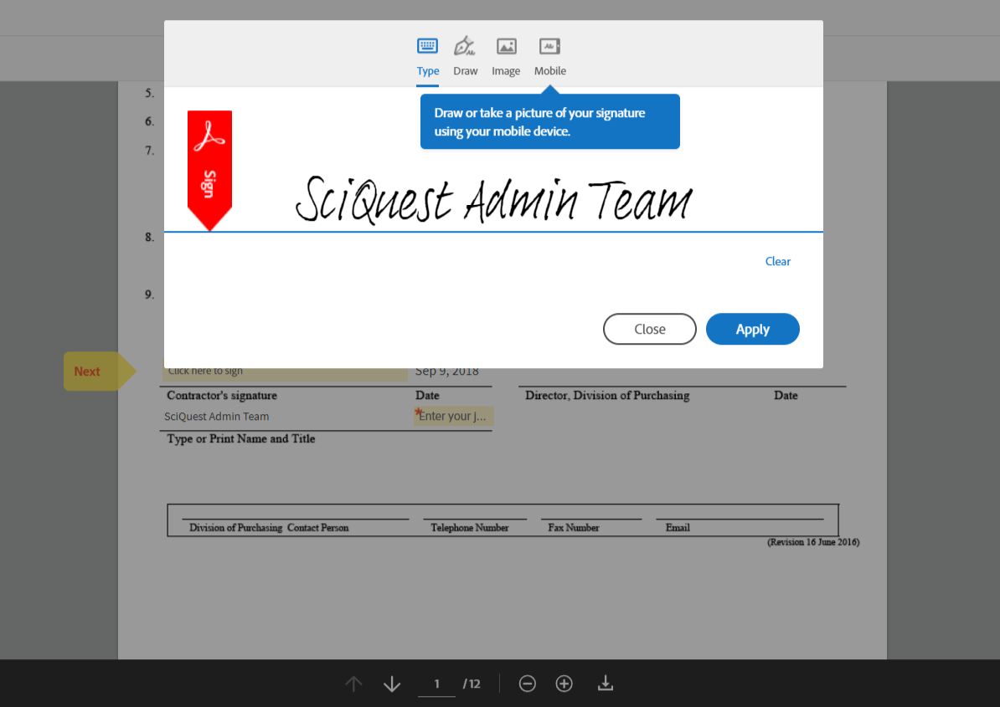 Type Draw Image Mobile
Draw or take a picture of your signature
using your mobile device.
Sign
SciQuest Admin Team
Clear
Close Apply
5.
6.
7.
8.
9.
Next
Click here to sign Sep 9, 2018
Contractor's signature Date Director, Division of Purchasing Date
SciQuest Admin Team *Enter your j...
Type or Print Name and Title
Division of Purchasing Contact Person Telephone Number Fax Number Email
(Revision 16 June 2016)
1 /12